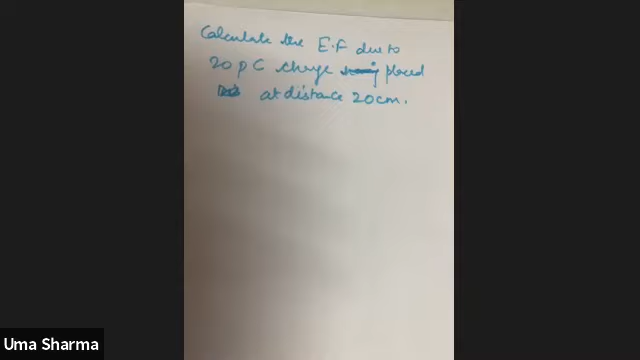 Calculate the E.F due to
20 p C charge placed
at distance 20cm.
Uma Sharma